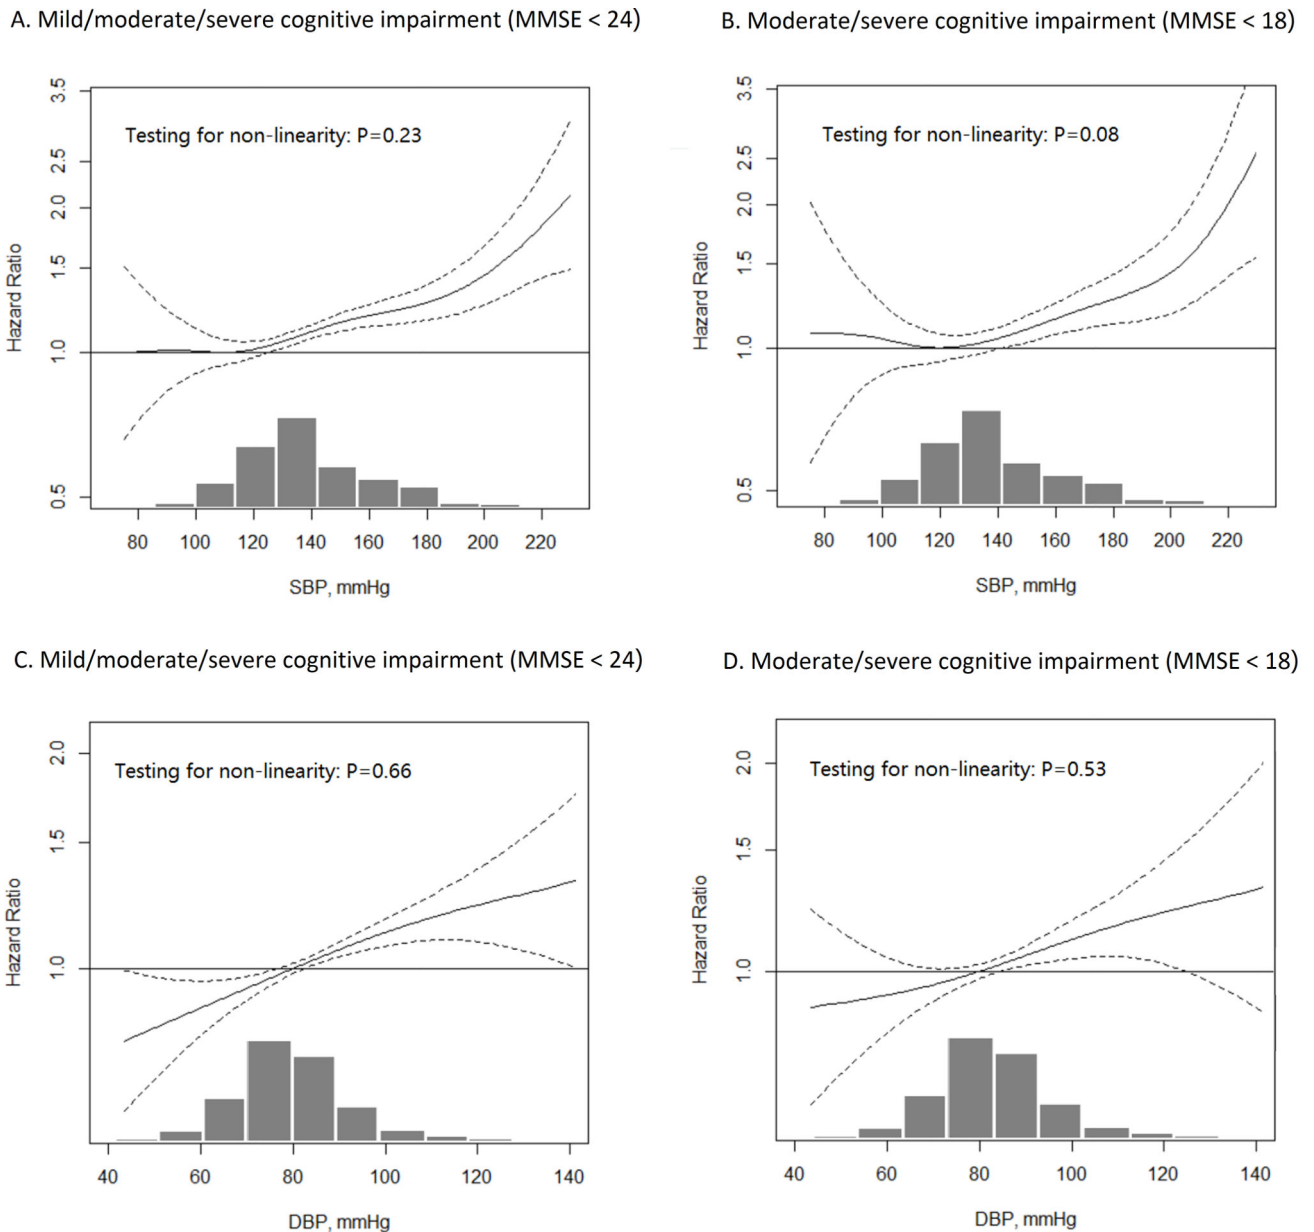 A. Mild/moderate/severe cognitive impairment (MMSE < 24)
Testing for non-linearity: P=0.23
Hazard Ratio
3.5
2.5
2.0
1.5
1.0
0.5
80 100 120 140 160 180 200 220
SBP, mmHg
B. Moderate/severe cognitive impairment (MMSE < 18)
Testing for non-linearity: P=0.08
Hazard Ratio
3.5
2.5
2.0
1.5
1.0
0.5
80 100 120 140 160 180 200 220
SBP, mmHg
C. Mild/moderate/severe cognitive impairment (MMSE < 24)
Testing for non-linearity: P=0.66
Hazard Ratio
2.0
1.5
1.0
40 60 80 100 120 140
DBP, mmHg
D. Moderate/severe cognitive impairment (MMSE < 18)
Testing for non-linearity: P=0.53
Hazard Ratio
2.0
1.5
1.0
40 60 80 100 120 140
DBP, mmHg